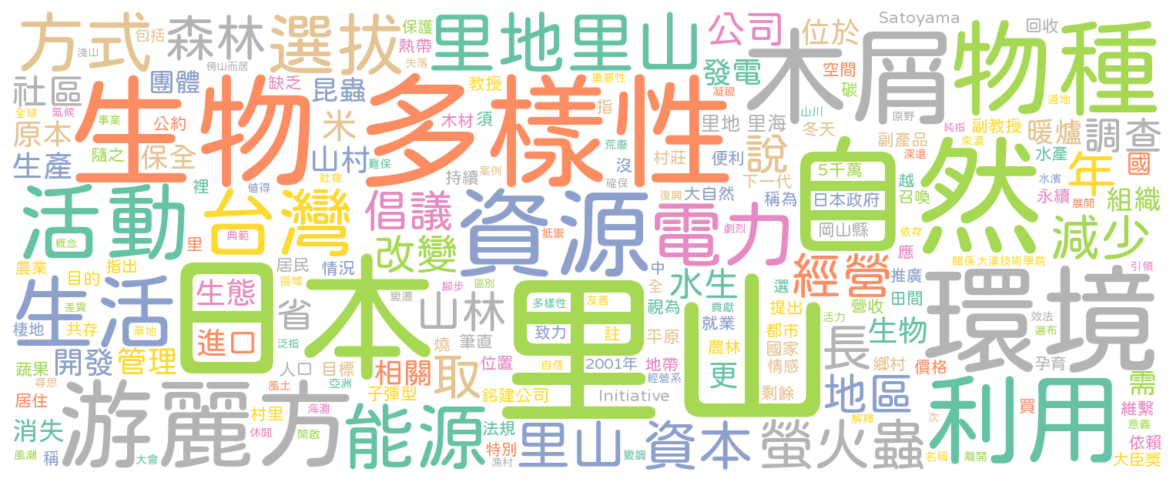 方式
包括
淺山
森林
傍山而居
選拔
保護
熱帶
失落
里地里山
公司
位於
Satoyama
回收
木屑
物種
社區
團體
缺乏
昆蟲
教授
重要性
凝視
發電
空間
碳
山川
原野
道地
全球
氣候
事業
生物多樣性
木材
須
指
里地
里海
冬天
純指
來源
原本
公約
米
荒廢
副產品
副教授
暖爐
調查
生產
隨之
保全
山村
難保
沒
村莊
便利
說
深遠
水產
國
社會
案例
持續
下一代
5千萬
越
年
裡
值得
確保
復興
大自然
稱為
日本政府
召喚
水濱
永續
展開
組織
活動
台灣
倡議
資源
電力
自然
概念
典範
里
抵禦
劇烈
岡山縣
應
依存
減少
改變
關係
大湊技術學院
引領
農業
目的
指出
居民
區域
情況
中
全
水生
選
提出
經營
推廣
環境
生活
差異
日本
生態
變遷
腳步
區別
多樣性
友善
視為
貢獻
里山
營收
田間
棲地
共存
草地
進口
省
山林
致力
註
平原
就業
都市
活力
生物
效法
遍布
泛指
燒
筆直
自信
2001年
地帶
農林
國家
情感
長
鄉村
孕育
蔬果
開發
管理
人口
目標
相關
取
位置
經營系
更
價格
需
尋思
風土
亞洲
子彈型
銘建公司
Initiative
剩餘
地區
買
維繫
居住
游麗方
村里
海灘
能源
法規
里山
資本
螢火蟲
解釋
次
利用
意義
消失
休閒
開啟
特別
依賴
風潮
稱
大會
漁村
變調
名稱
離開
大臣獎